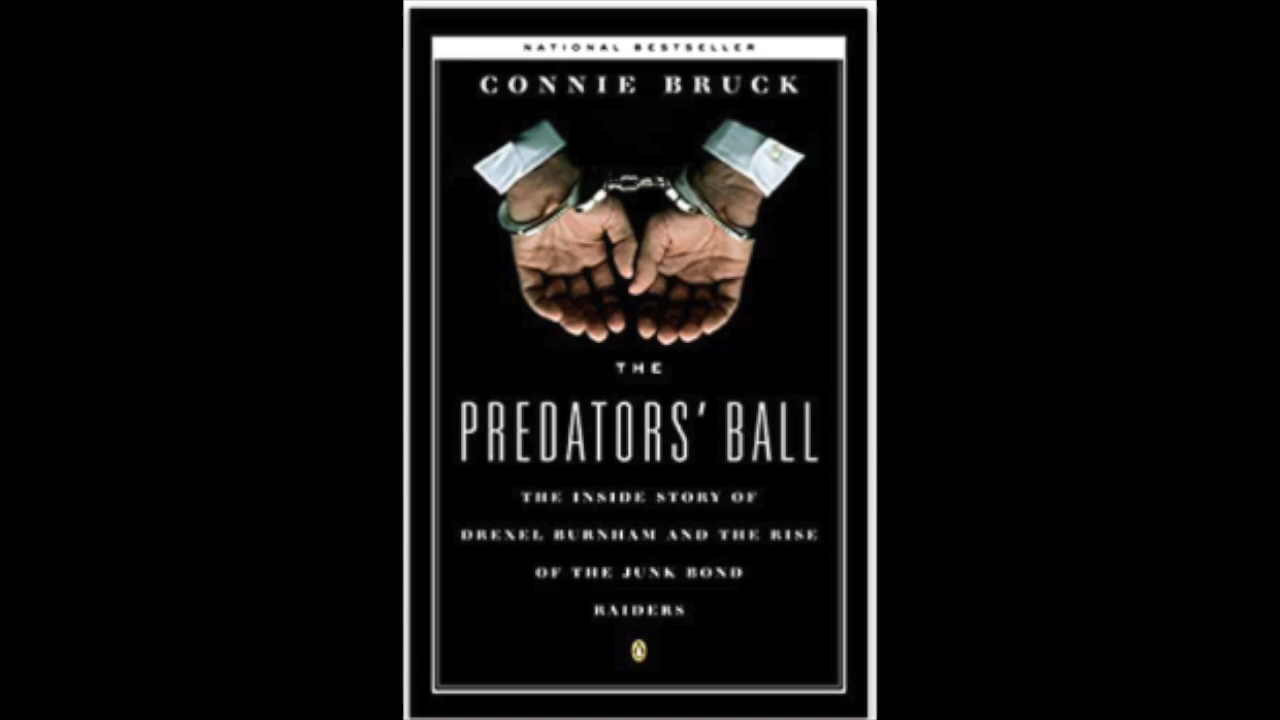 NATIONAL BESTSELLER
CONNIE BRUCK
THE
PREDATORS' BALL
THE INSIDE STORY OF
DREXEL BURNHAM AND THE RISE
OF THE JUNK BOND
RAIDERS